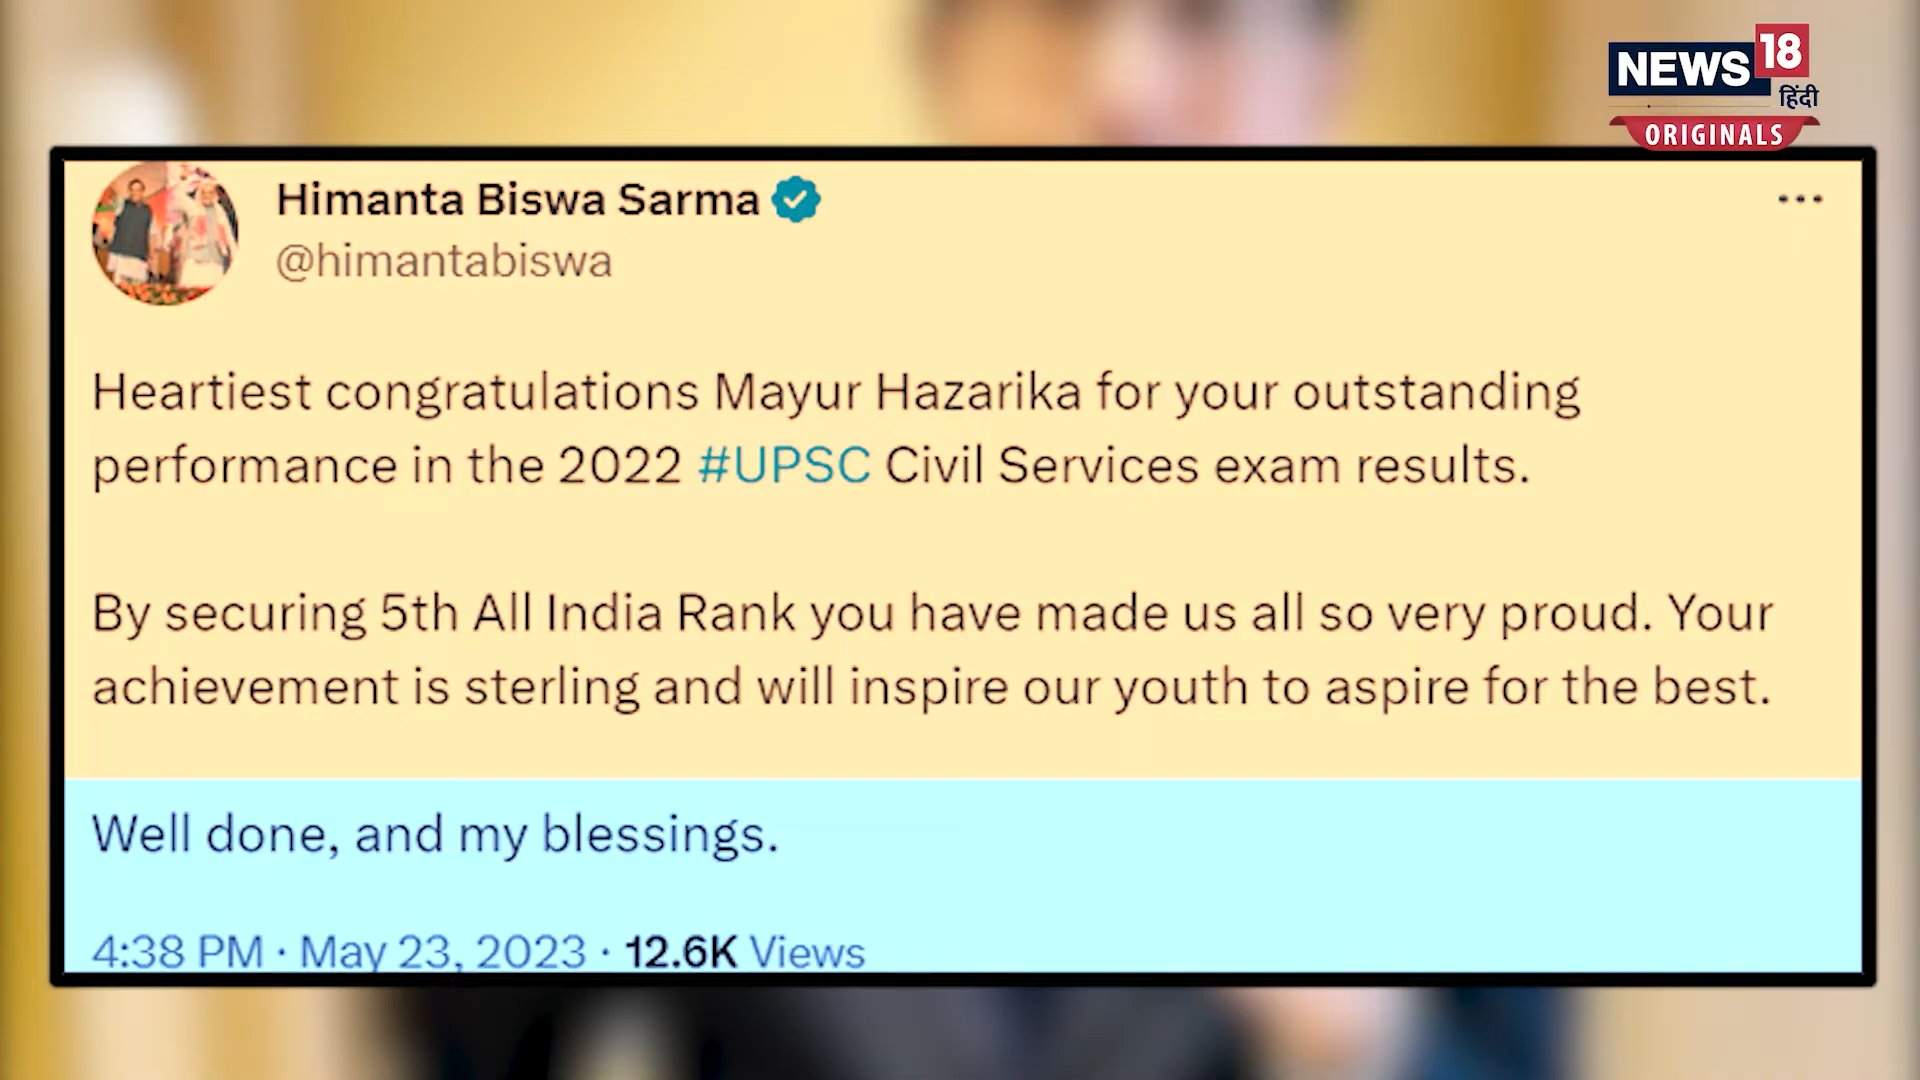 NEWS18
हिंदी
ORIGINALS
Himanta Biswa Sarma
@himantabiswa
Heartiest congratulations Mayur Hazarika for your outstanding
performance in the 2022 #UPSC Civil Services exam results.
By securing 5th All India Rank you have made us all so very proud. Your
achievement is sterling and will inspire our youth to aspire for the best.
Well done, and my blessings.
4:38 PM · May 23, 2023 · 12.6K Views